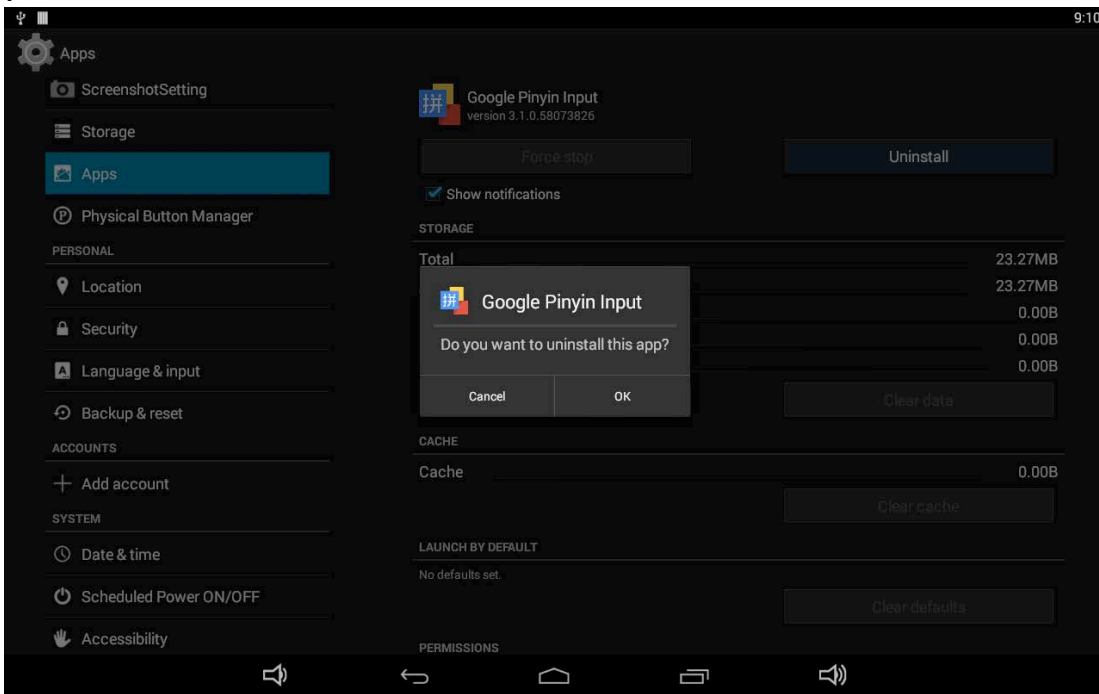 9:10
Apps
ScreenshotSetting
Storage
Apps
Physical Button Manager
PERSONAL
Location
Security
Language & input
Backup & reset
ACCOUNTS
Add account
SYSTEM
Date & time
Scheduled Power ON/OFF
Accessibility
拼
Google Pinyin Input
version 3.1.0.58073826
Force stop
Uninstall
Show notifications
STORAGE
Total 23.27MB
23.27MB
0.00B
0.00B
0.00B
Clear data
拼
Google Pinyin Input
Do you want to uninstall this app?
Cancel OK
CACHE
Cache 0.00B
Clear cache
LAUNCH BY DEFAULT
No defaults set.
Clear defaults
PERMISSIONS